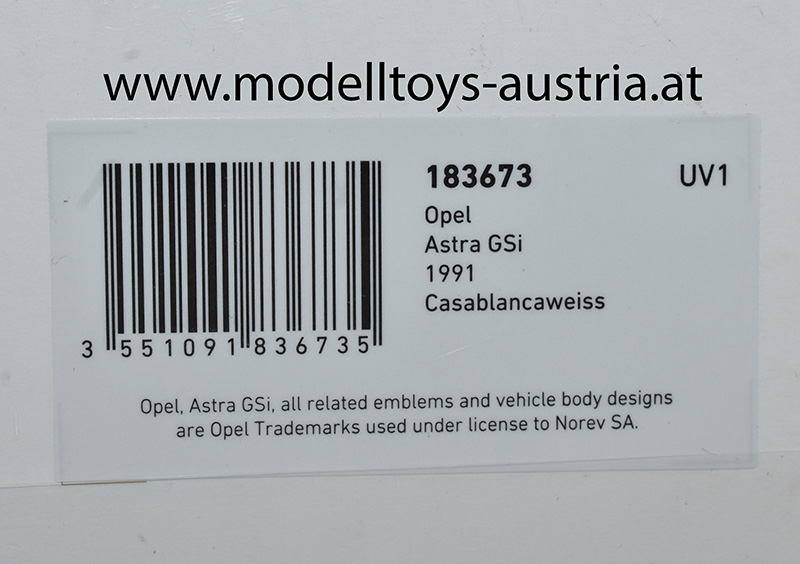 www.modelltoys-austria.at
183673 UV1
Opel
Astra GSi
1991
Casablancaweiss
3 551091 836735
Opel, Astra GSi, all related emblems and vehicle body designs
are Opel Trademarks used under license to Norev SA.